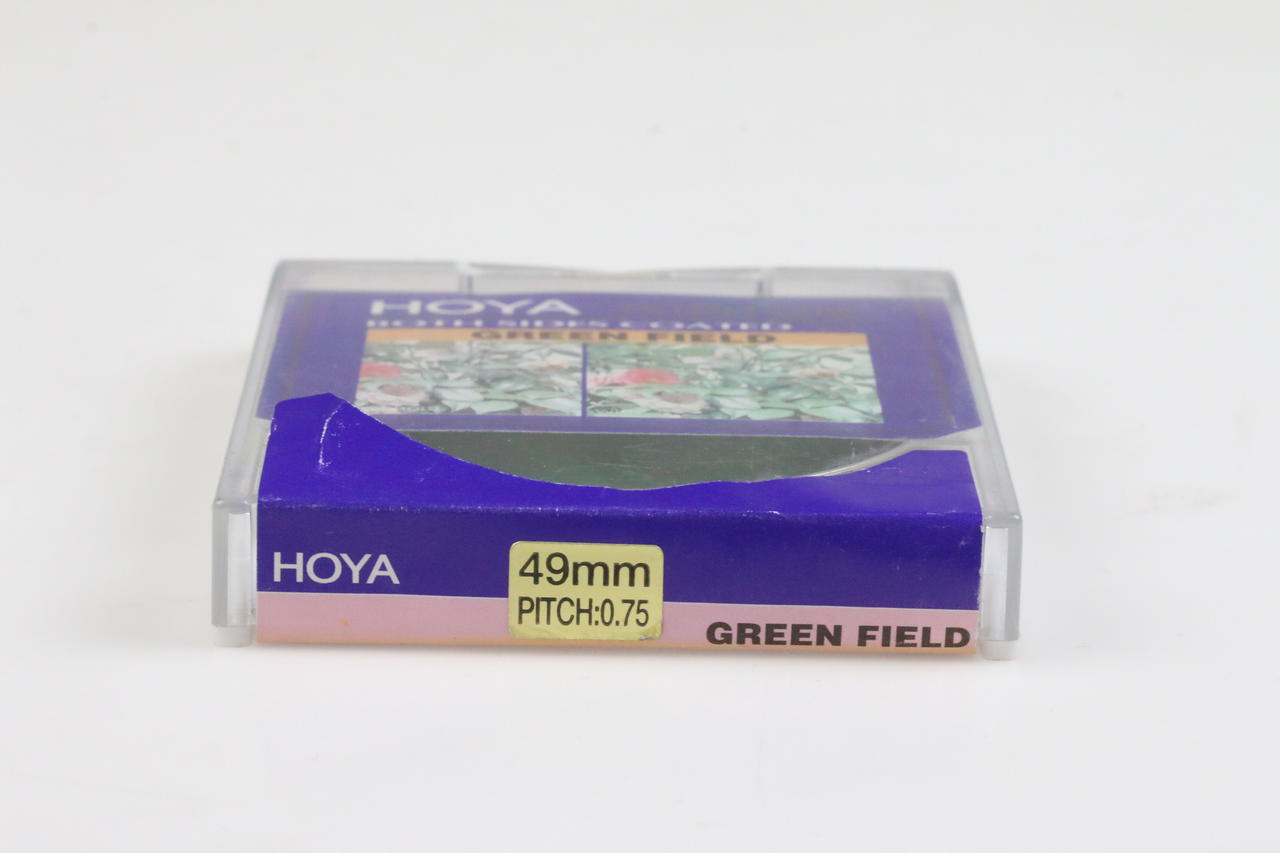 HOYA
BOTH SIDES COATED
GREEN FIELD
HOYA
49mm
PITCH:0.75
GREEN FIELD